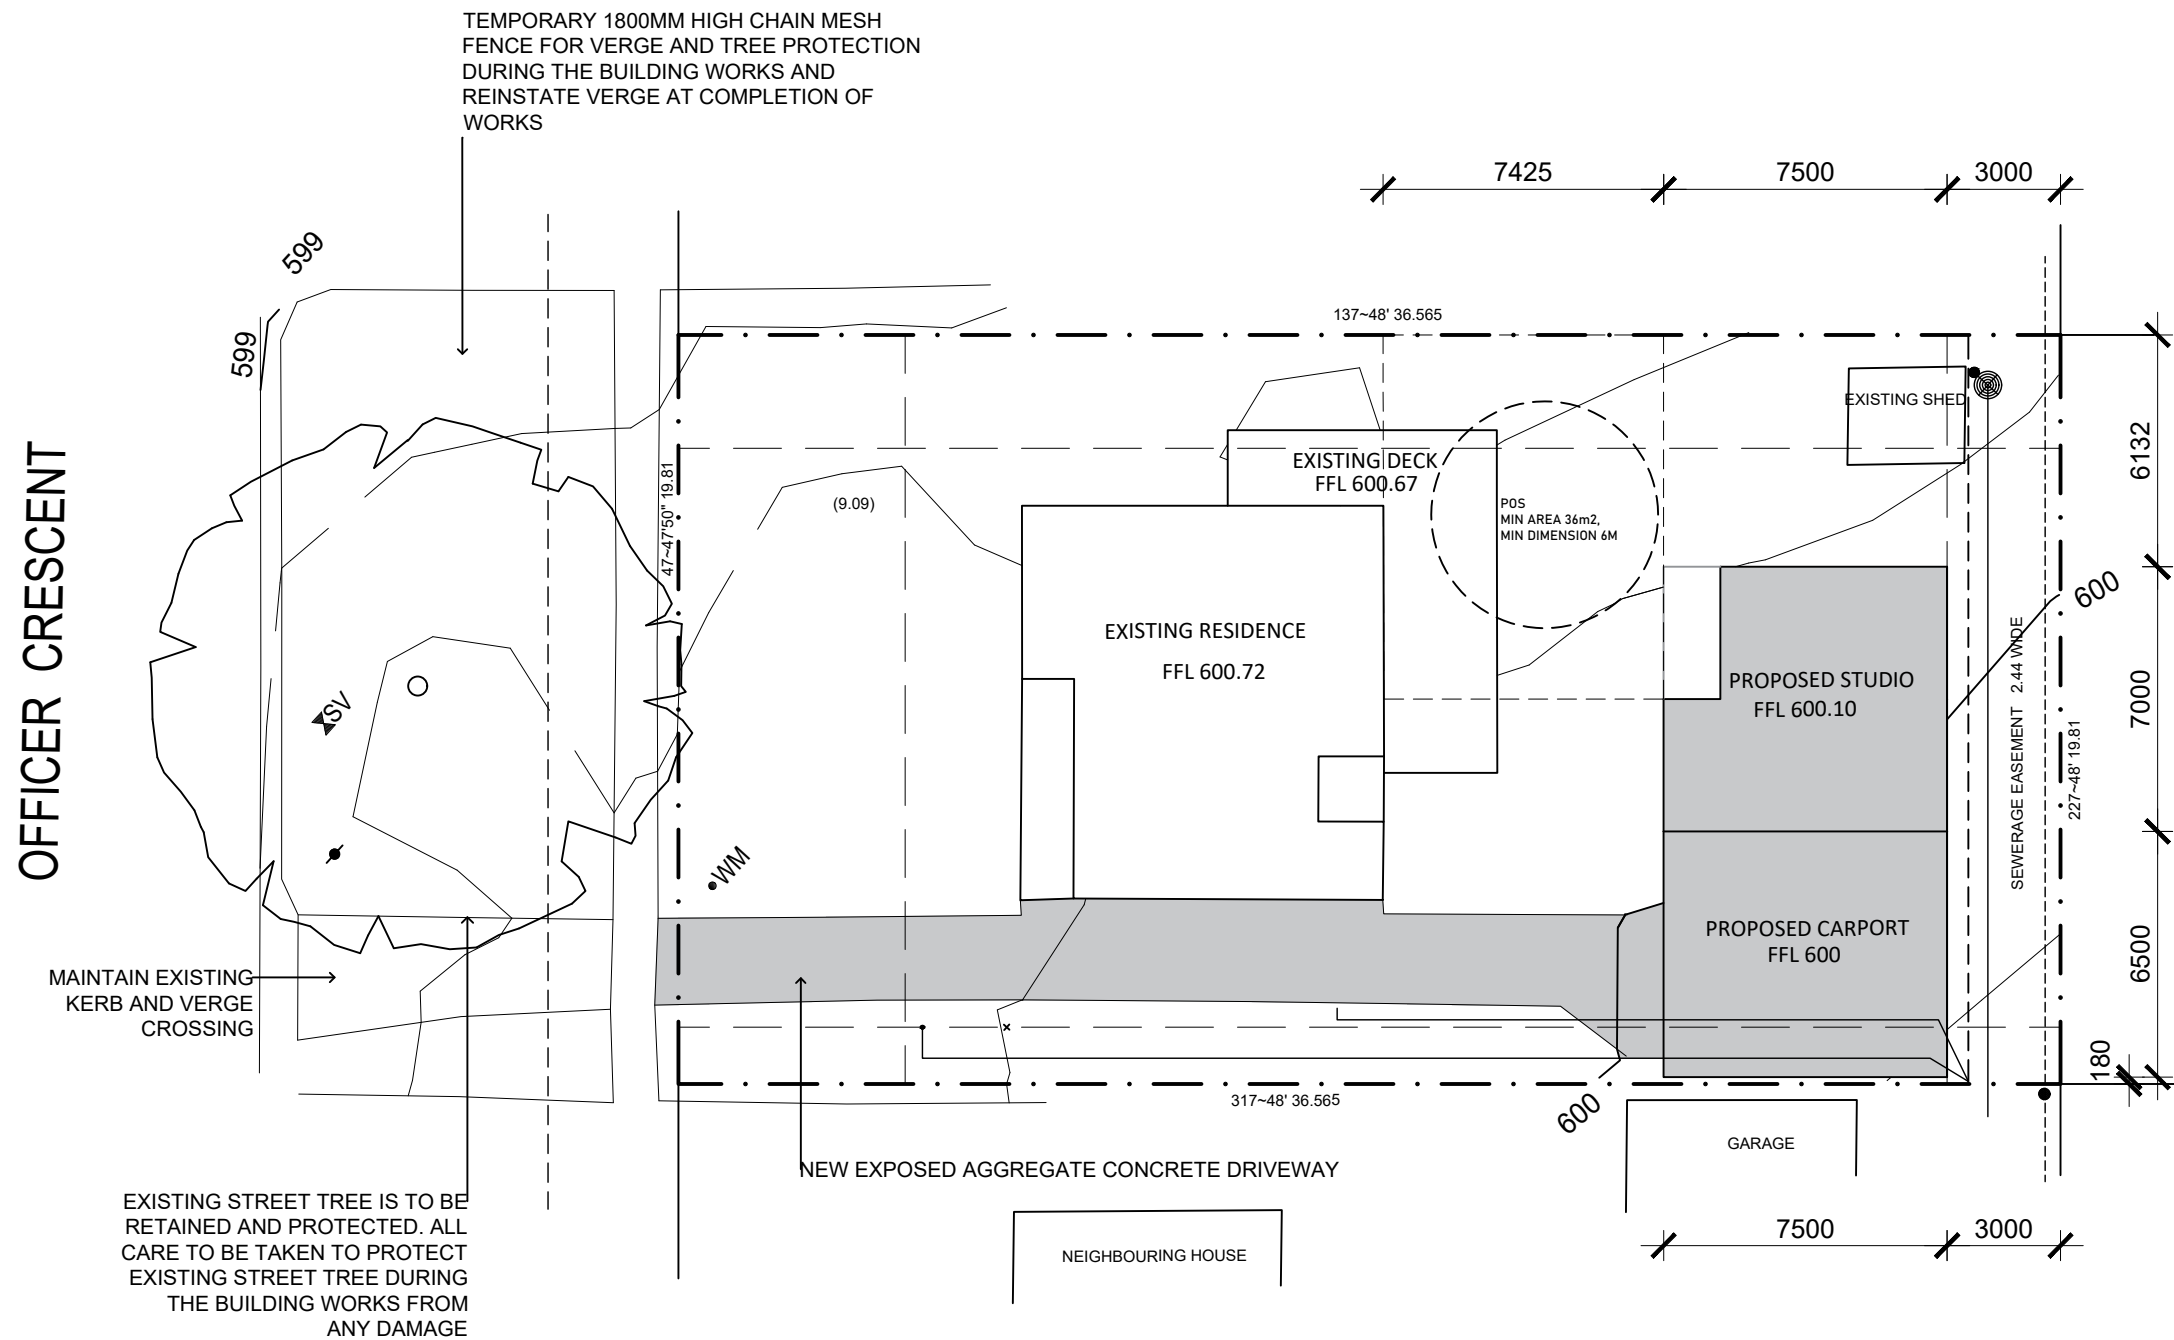 TEMPORARY 1800MM HIGH CHAIN MESH
FENCE FOR VERGE AND TREE PROTECTION
DURING THE BUILDING WORKS AND
REINSTATE VERGE AT COMPLETION OF
WORKS
7425
7500
3000
599
599
137~48' 36.565
EXISTING SHED
6132
EXISTING DECK
FFL 600.67
47~47'50" 19.81
(9.09)
POS
MIN AREA 36m2,
MIN DIMENSION 6M
OFFICER CRESCENT
600
EXISTING RESIDENCE
FFL 600.72
PROPOSED STUDIO
FFL 600.10
SEWERAGE EASEMENT 2.44 WIDE
7000
227~48' 19.81
SV
WM
PROPOSED CARPORT
FFL 600
6500
MAINTAIN EXISTING
KERB AND VERGE
CROSSING
180
317~48' 36.565
600
GARAGE
NEW EXPOSED AGGREGATE CONCRETE DRIVEWAY
EXISTING STREET TREE IS TO BE
RETAINED AND PROTECTED. ALL
CARE TO BE TAKEN TO PROTECT
EXISTING STREET TREE DURING
THE BUILDING WORKS FROM
ANY DAMAGE
NEIGHBOURING HOUSE
7500
3000